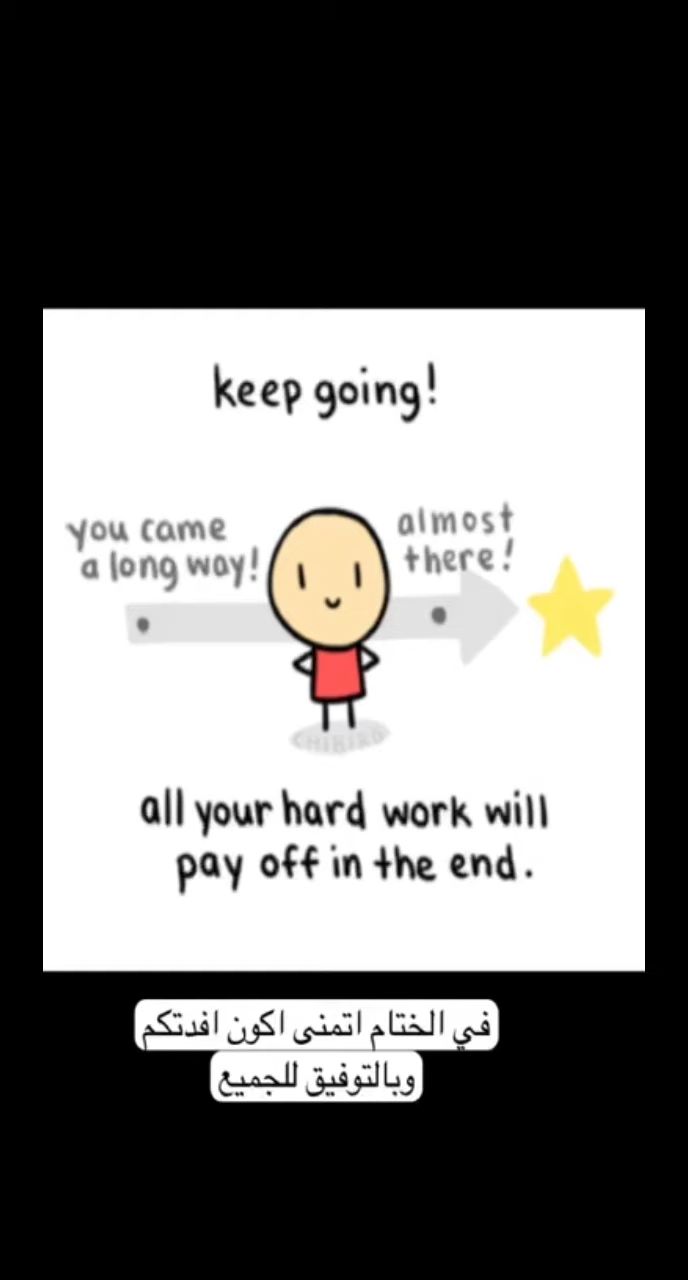 keep going!
you came
a long way!
almost
there!
CHIBIRD
all your hard work will
pay off in the end.
في الختام اتمنى اكون افدتكم
وبالتوفيق للجميع